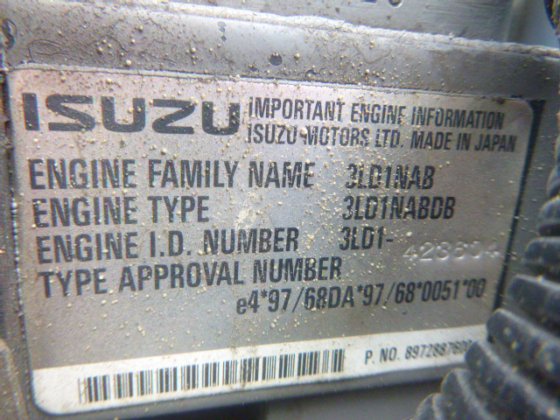 ISUZU IMPORTANT ENGINE INFORMATION
ISUZU MOTORS LTD. MADE IN JAPAN
ENGINE FAMILY NAME 3LD1NAB
ENGINE TYPE 3LD1NABDB
ENGINE I.D. NUMBER 3LD1-
TYPE APPROVAL NUMBER
e4*97/68DA*97/68*0051*00
P. NO.